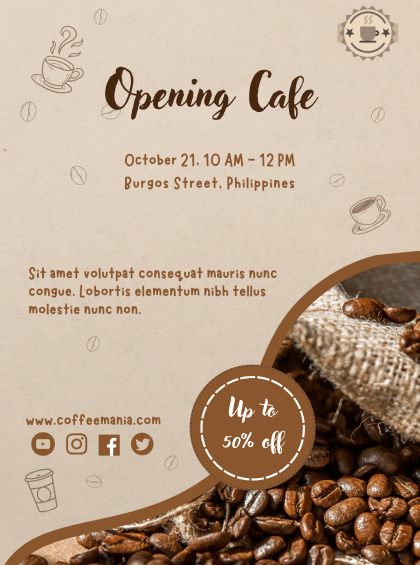 Opening Cafe
October 21, 10 AM - 12 PM
Burgos Street, Philippines
Sit amet volutpat consequat mauris nunc
congue. Lobortis elementum nibh tellus
molestie nunc non.
Up to
50% off
www.coffeemania.com